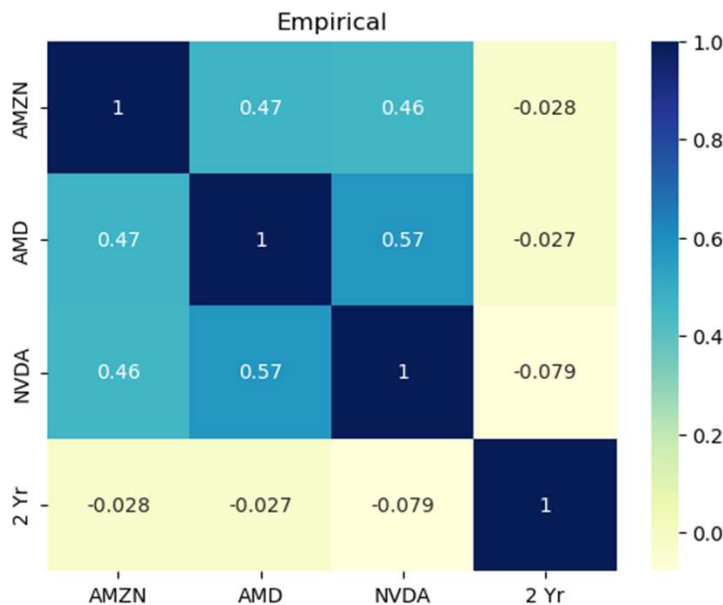 Empirical
AMZN 1 0.47 0.46 -0.028
AMD 0.47 1 0.57 -0.027
NVDA 0.46 0.57 1 -0.079
2 Yr -0.028 -0.027 -0.079 1
AMZN AMD NVDA 2 Yr
1.0
0.8
0.6
0.4
0.2
0.0